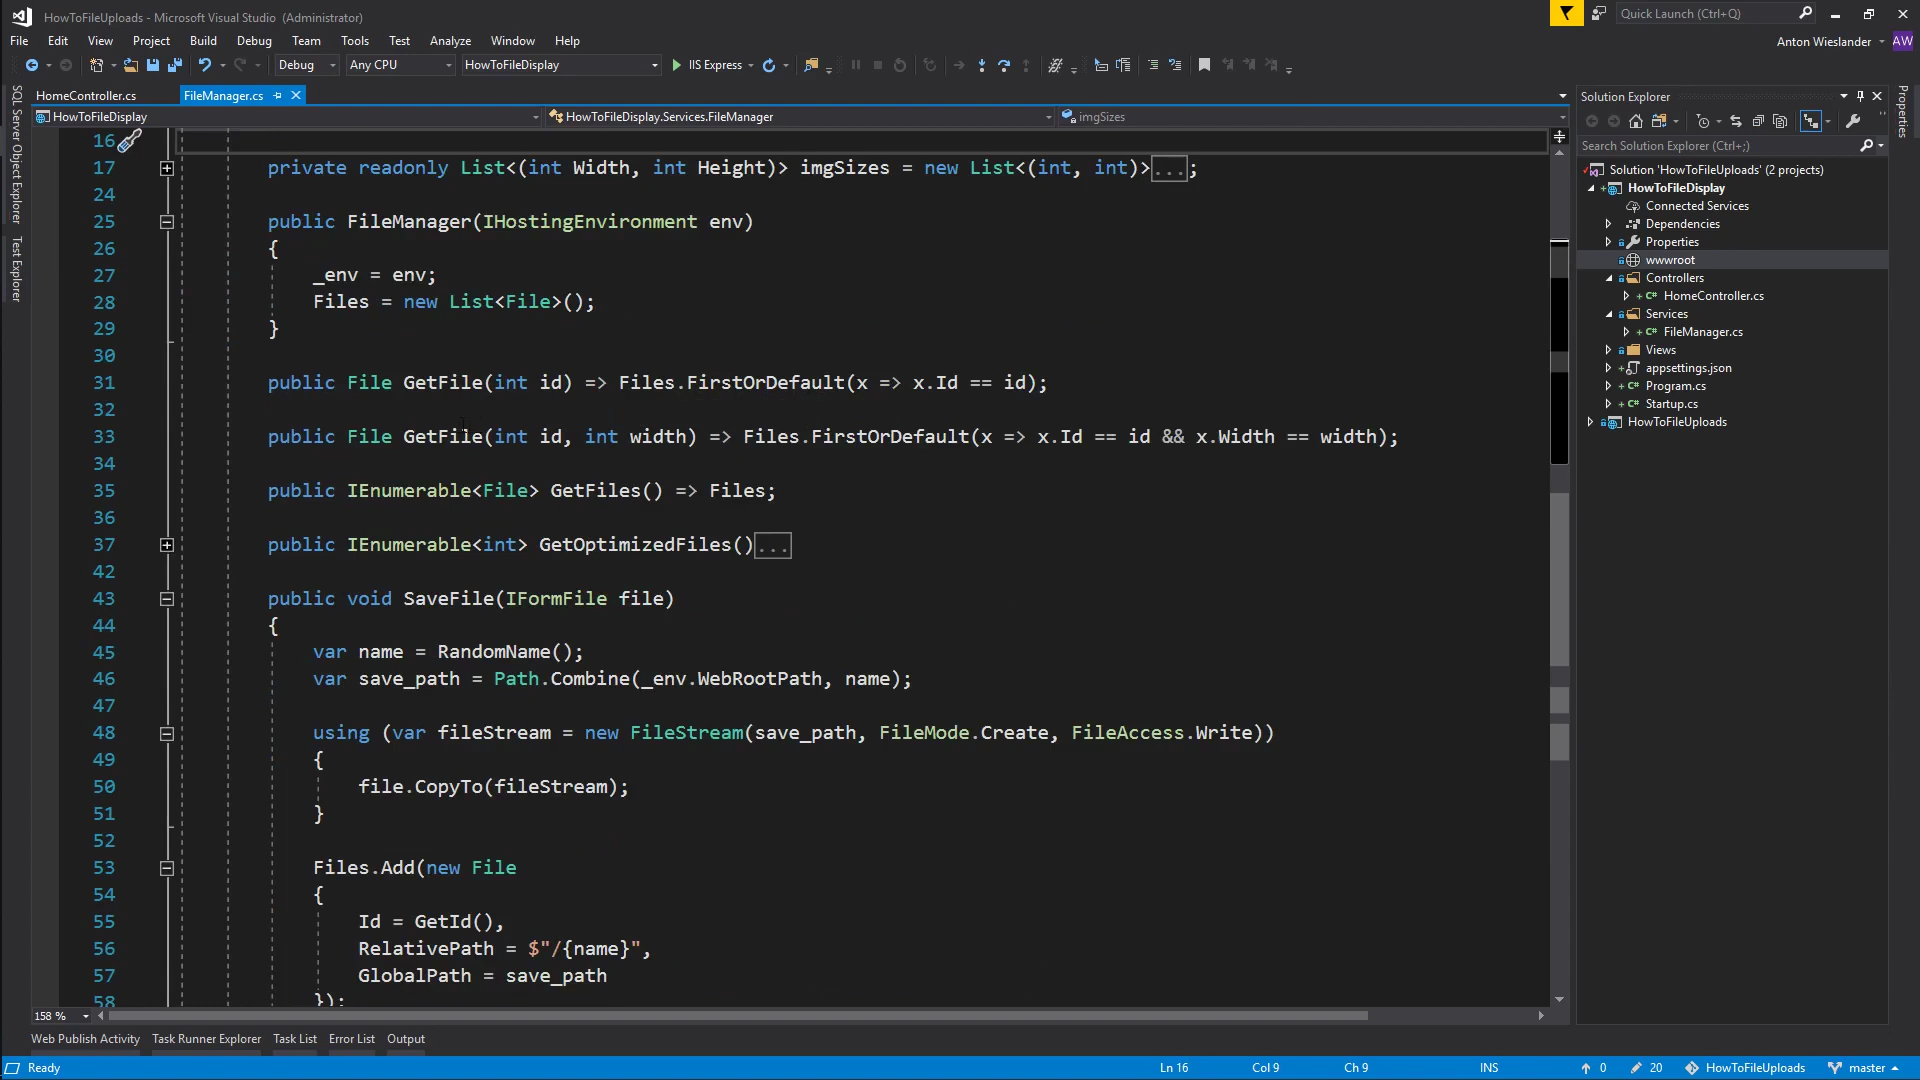 HowToFileUploads - Microsoft Visual Studio (Administrator)
Quick Launch (Ctrl+Q)
File Edit View Project Build Debug Team Tools Test Analyze Window Help
Anton Wieslander AW
Debug Any CPU HowToFileDisplay IIS Express
SQL Server Object Explorer
Test Explorer
HomeController.cs FileManager.cs
HowToFileDisplay HowToFileDisplay.Services.FileManager imgSizes
16
17 private readonly List<(int Width, int Height)> imgSizes = new List<(int, int)>...;
24
25 public FileManager(IHostingEnvironment env)
26 {
27 _env = env;
28 Files = new List<File>();
29 }
30
31 public File GetFile(int id) => Files.FirstOrDefault(x => x.Id == id);
32
33 public File GetFile(int id, int width) => Files.FirstOrDefault(x => x.Id == id && x.Width == width);
34
35 public IEnumerable<File> GetFiles() => Files;
36
37 public IEnumerable<int> GetOptimizedFiles()...
42
43 public void SaveFile(IFormFile file)
44 {
45 var name = RandomName();
46 var save_path = Path.Combine(_env.WebRootPath, name);
47
48 using (var fileStream = new FileStream(save_path, FileMode.Create, FileAccess.Write))
49 {
50 file.CopyTo(fileStream);
51 }
52
53 Files.Add(new File
54 {
55 Id = GetId(),
56 RelativePath = $"/{name}",
57 GlobalPath = save_path
58 });
158 %
Solution Explorer
Search Solution Explorer (Ctrl+;)
Solution 'HowToFileUploads' (2 projects)
HowToFileDisplay
Connected Services
Dependencies
Properties
wwwroot
Controllers
C# HomeController.cs
Services
C# FileManager.cs
Views
appsettings.json
C# Program.cs
C# Startup.cs
HowToFileUploads
Properties
Web Publish Activity Task Runner Explorer Task List Error List Output
Ready Ln 16 Col 9 Ch 9 INS 0 20 HowToFileUploads master